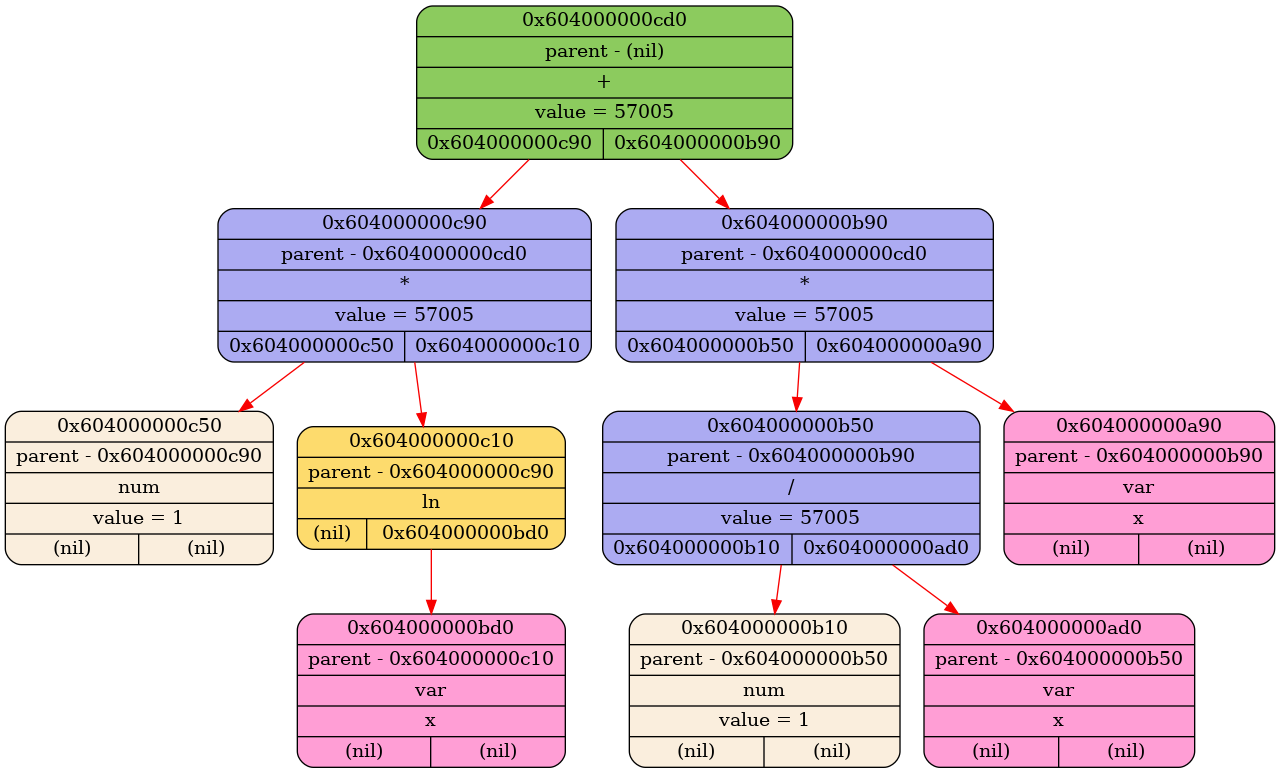 0x604000000cd0
parent - (nil)
+
value = 57005
0x604000000c90 0x604000000b90
0x604000000c90
parent - 0x604000000cd0
*
value = 57005
0x604000000c50 0x604000000c10
0x604000000b90
parent - 0x604000000cd0
*
value = 57005
0x604000000b50 0x604000000a90
0x604000000c50
parent - 0x604000000c90
num
value = 1
(nil) (nil)
0x604000000c10
parent - 0x604000000c90
ln
(nil) 0x604000000bd0
0x604000000b50
parent - 0x604000000b90
/
value = 57005
0x604000000b10 0x604000000ad0
0x604000000a90
parent - 0x604000000b90
var
x
(nil) (nil)
0x604000000bd0
parent - 0x604000000c10
var
x
(nil) (nil)
0x604000000b10
parent - 0x604000000b50
num
value = 1
(nil) (nil)
0x604000000ad0
parent - 0x604000000b50
var
x
(nil) (nil)